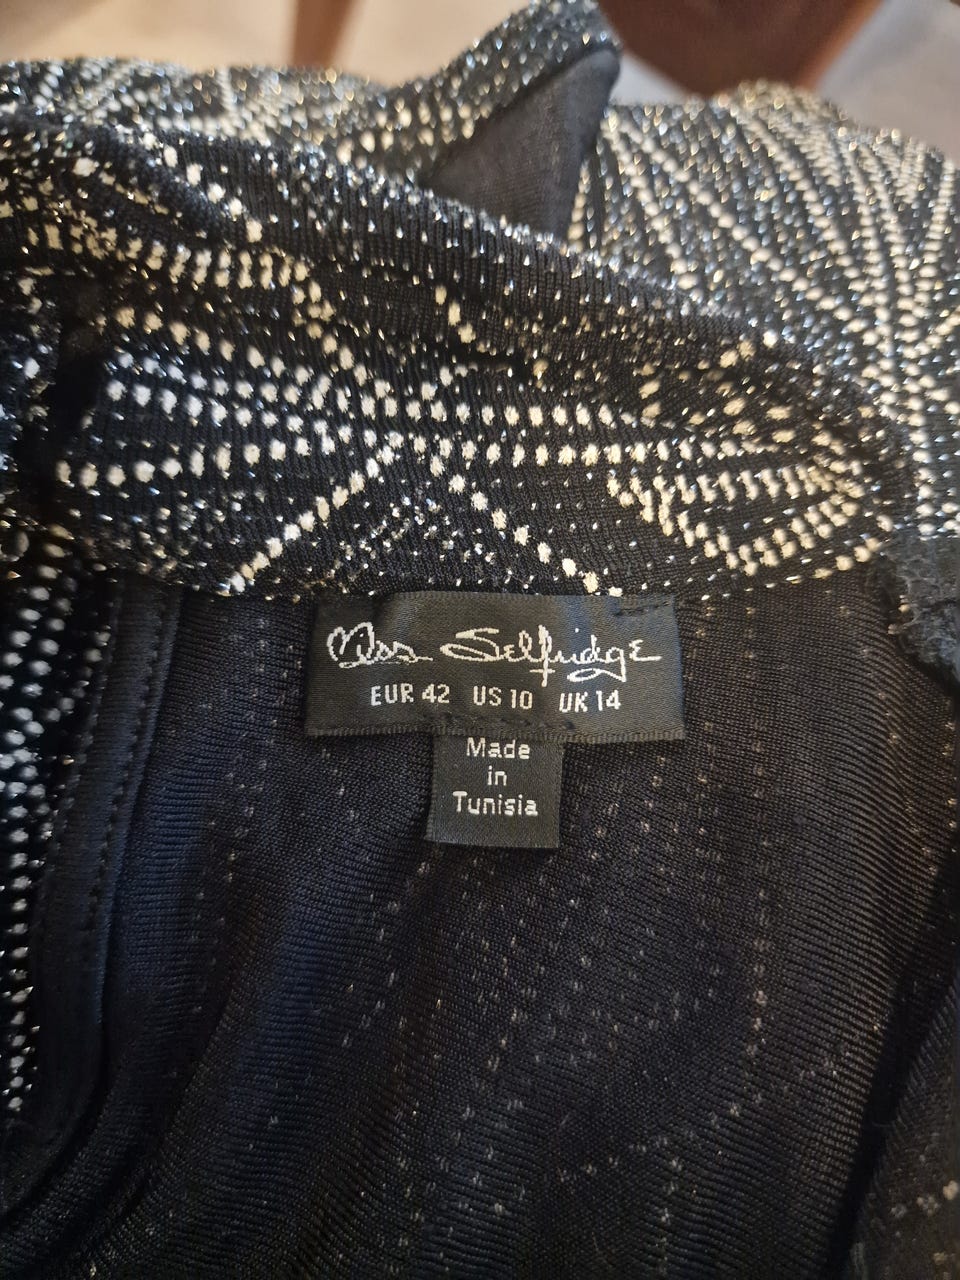 Miss Selfridge
EUR 42 US 10 UK 14
Made
in
Tunisia